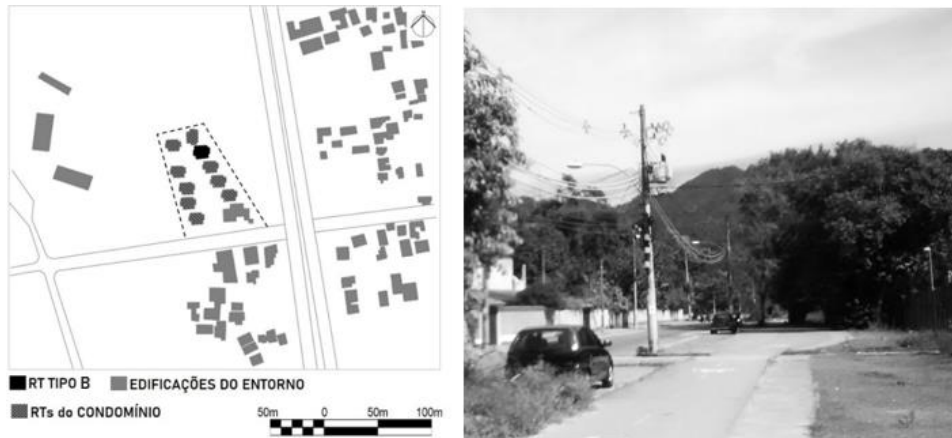 RT TIPO B
EDIFICAÇÕES DO ENTORNO
RTs do CONDOMÍNIO
50m 0 50m 100m